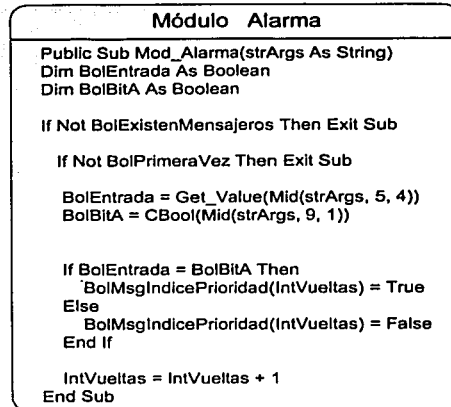 Módulo Alarma
Public Sub Mod_Alarma(strArgs As String)
Dim BolEntrada As Boolean
Dim BolBitA As Boolean
If Not BolExistenMensajeros Then Exit Sub
If Not BolPrimeraVez Then Exit Sub
BolEntrada = Get_Value(Mid(strArgs, 5, 4))
BolBitA = CBool(Mid(strArgs, 9, 1))
If BolEntrada = BolBitA Then
BolMsgIndicePrioridad(IntVueltas) = True
Else
BolMsgIndicePrioridad(IntVueltas) = False
End If
IntVueltas = IntVueltas + 1
End Sub